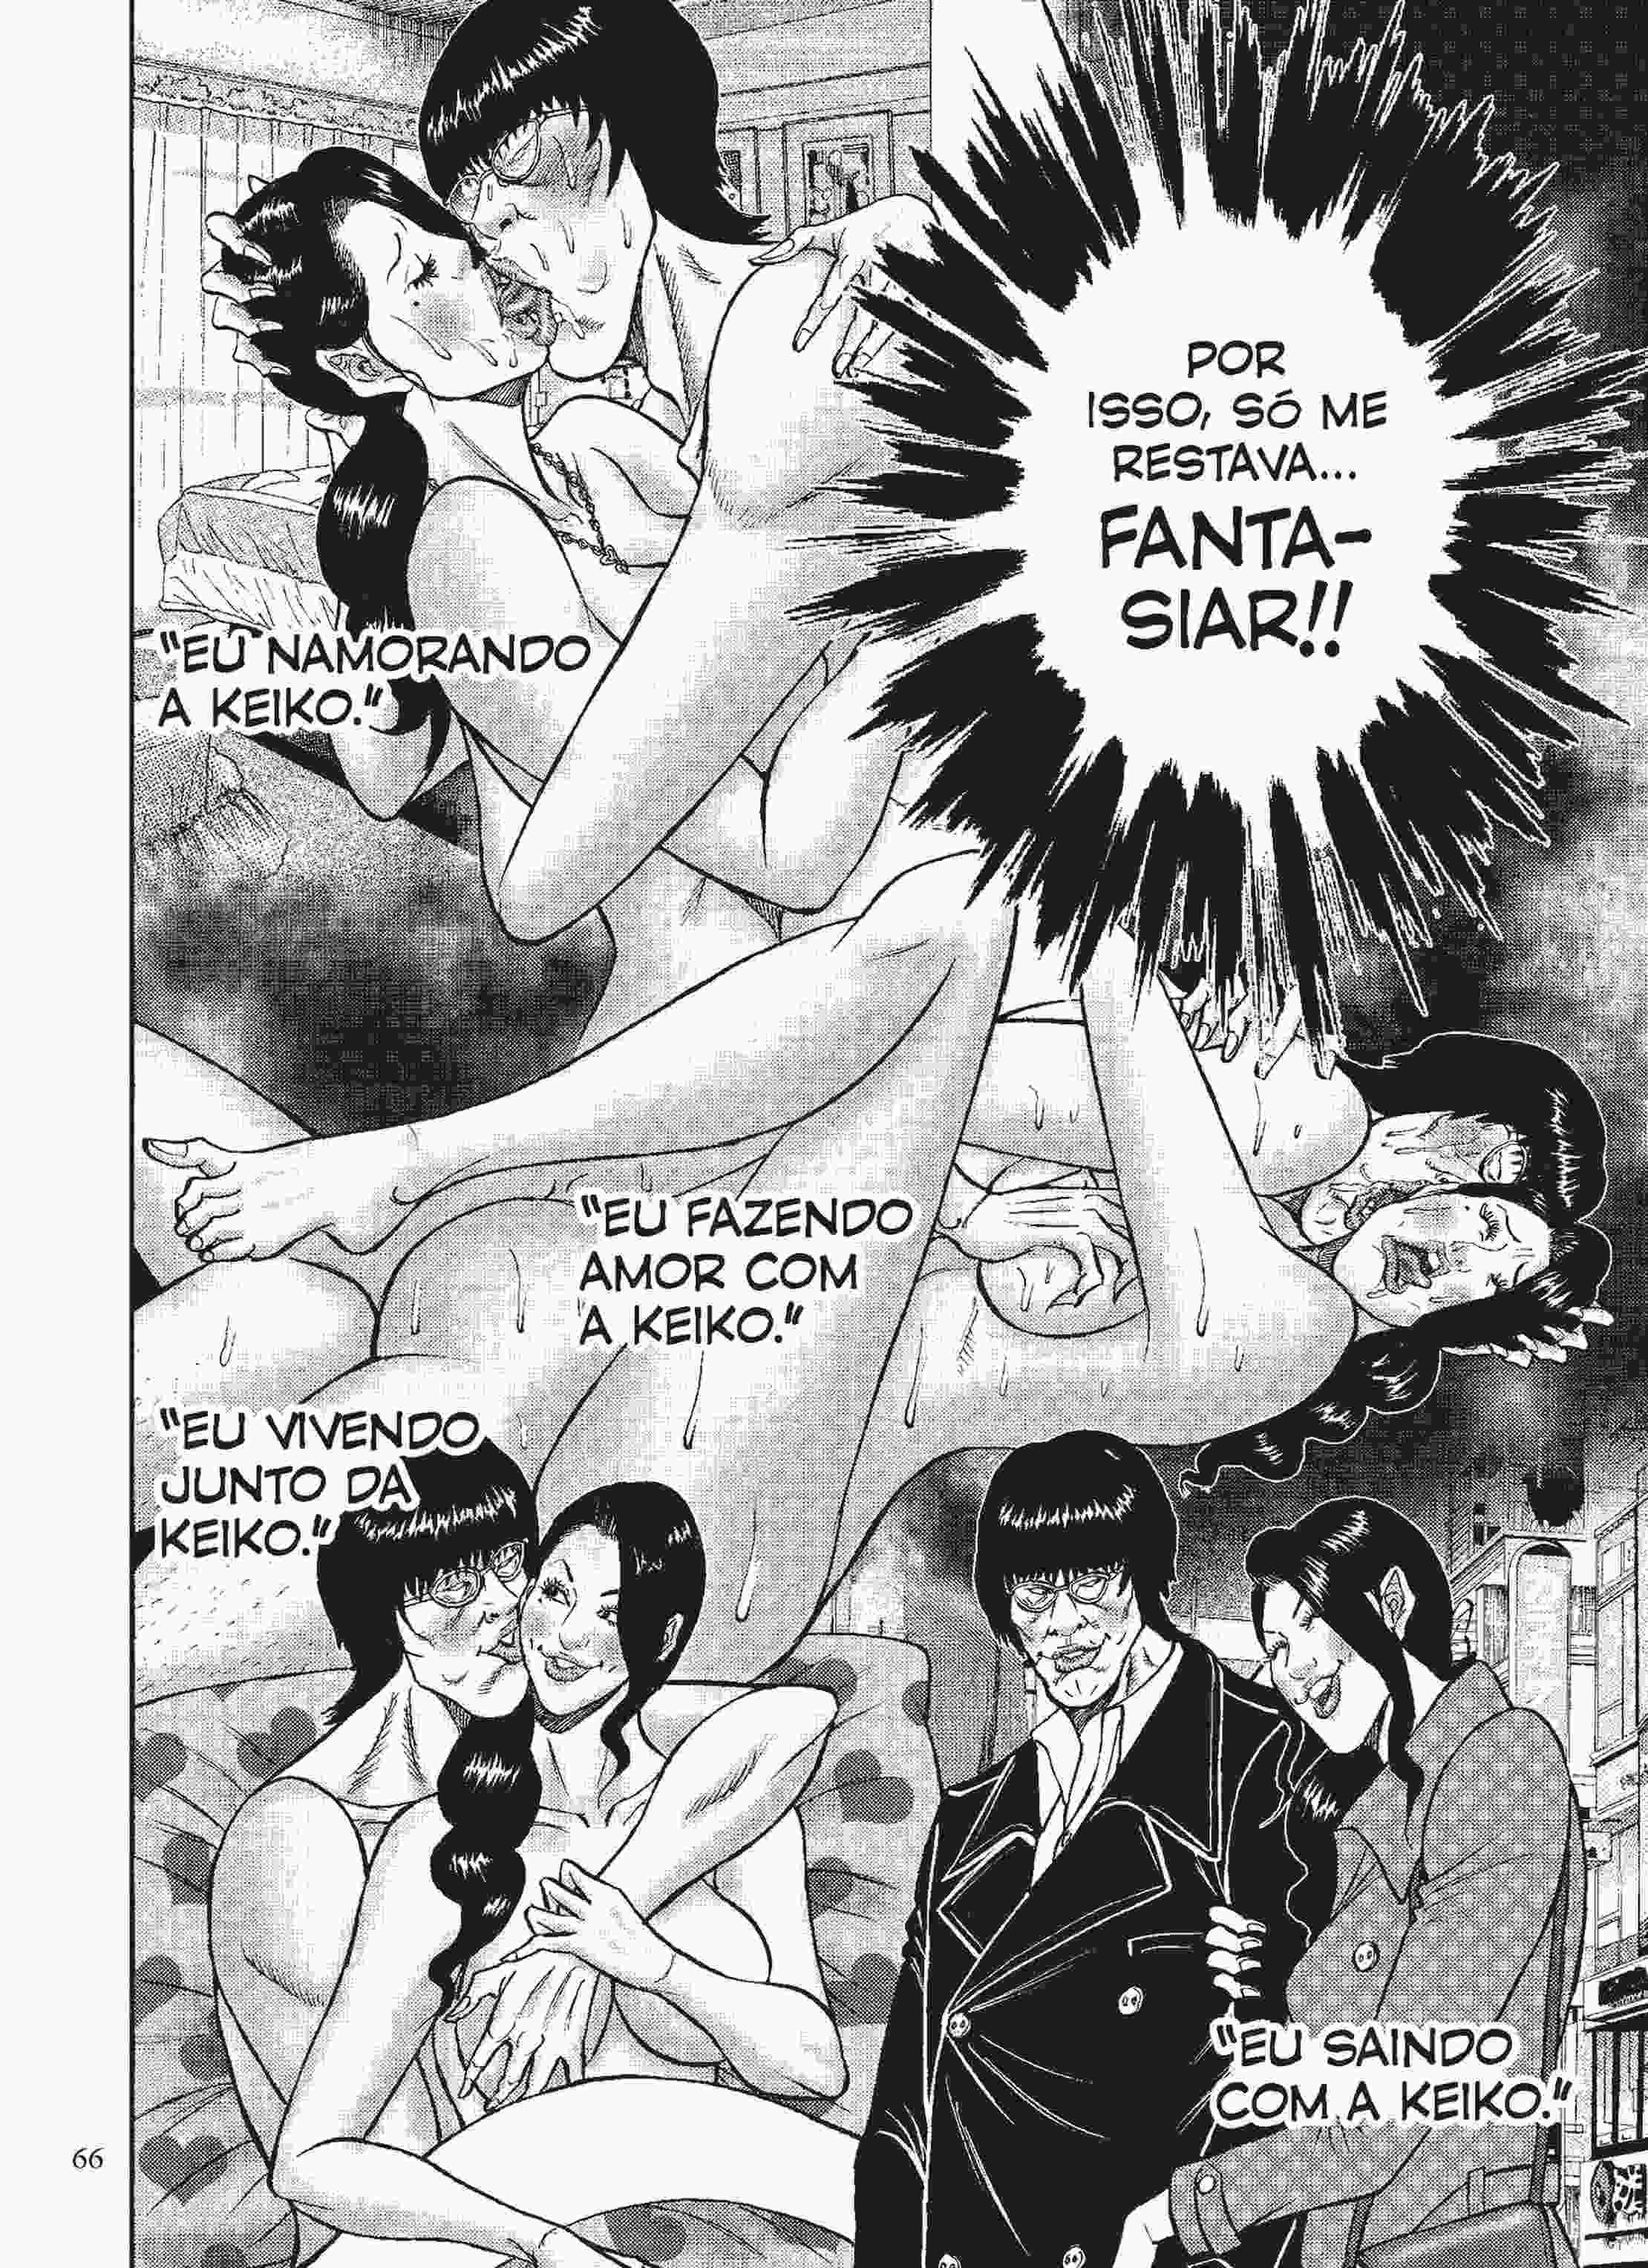 POR
ISSO, SÓ ME
RESTAVA...
FANTA-
SIAR!!
"EU NAMORANDO
A KEIKO."
"EU FAZENDO
AMOR COM
A KEIKO."
"EU VIVENDO
JUNTO DA
KEIKO."
"EU SAINDO
COM A KEIKO."
66